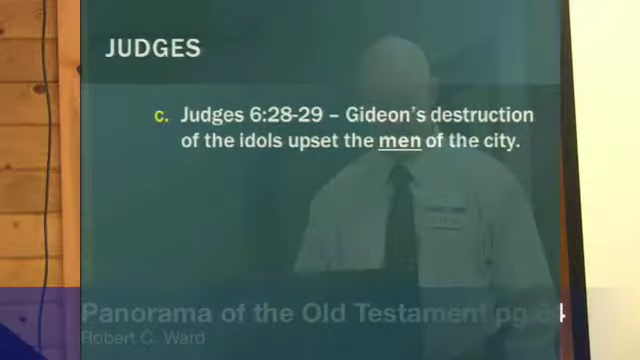 JUDGES
c. Judges 6:28-29 – Gideon's destruction
of the idols upset the men of the city.
Panorama of the Old Testament pg 64
Robert C. Ward